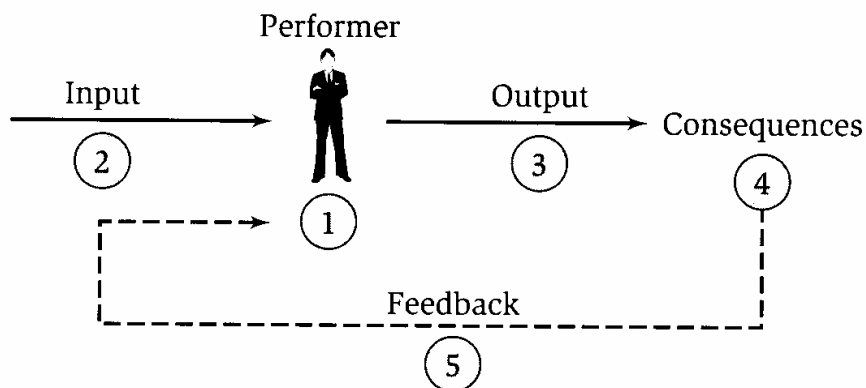 Performer
Input
Output
Consequences
2
3
4
1
Feedback
5